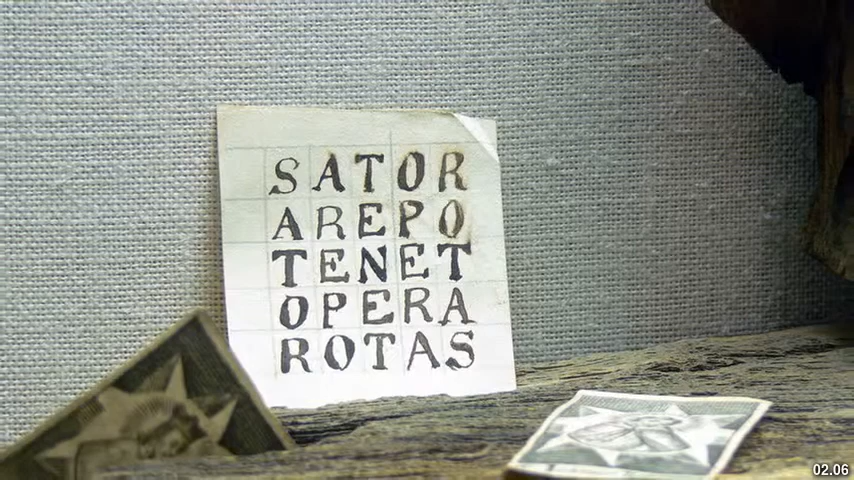 SATOR
AREPO
TENET
OPERA
ROTAS
02.06